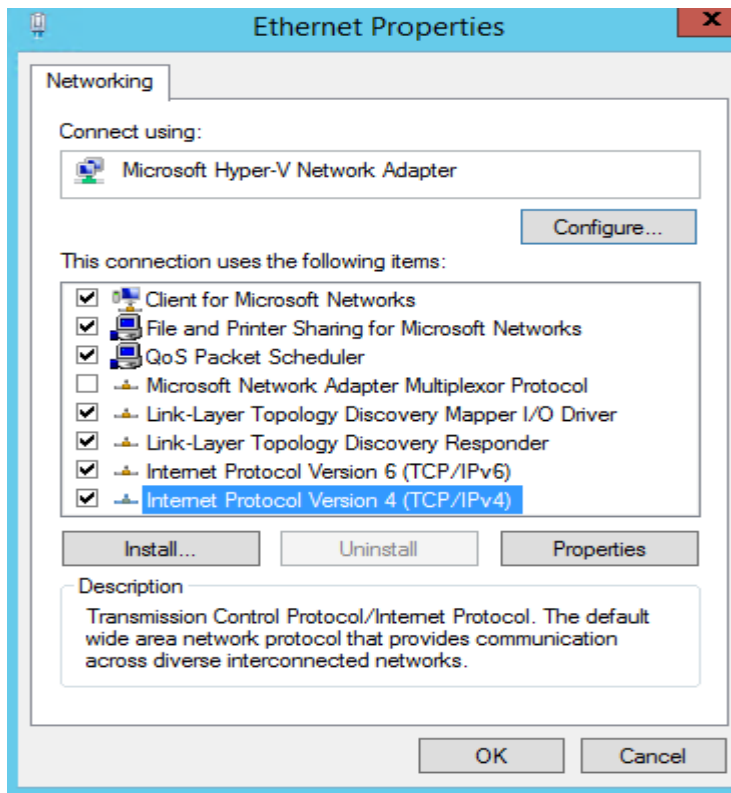 Ethernet Properties
x
Networking
Connect using:
Microsoft Hyper-V Network Adapter
Configure...
This connection uses the following items:
Client for Microsoft Networks
File and Printer Sharing for Microsoft Networks
QoS Packet Scheduler
Microsoft Network Adapter Multiplexor Protocol
Link-Layer Topology Discovery Mapper I/O Driver
Link-Layer Topology Discovery Responder
Internet Protocol Version 6 (TCP/IPv6)
Internet Protocol Version 4 (TCP/IPv4)
Install... Uninstall Properties
Description
Transmission Control Protocol/Internet Protocol. The default
wide area network protocol that provides communication
across diverse interconnected networks.
OK Cancel